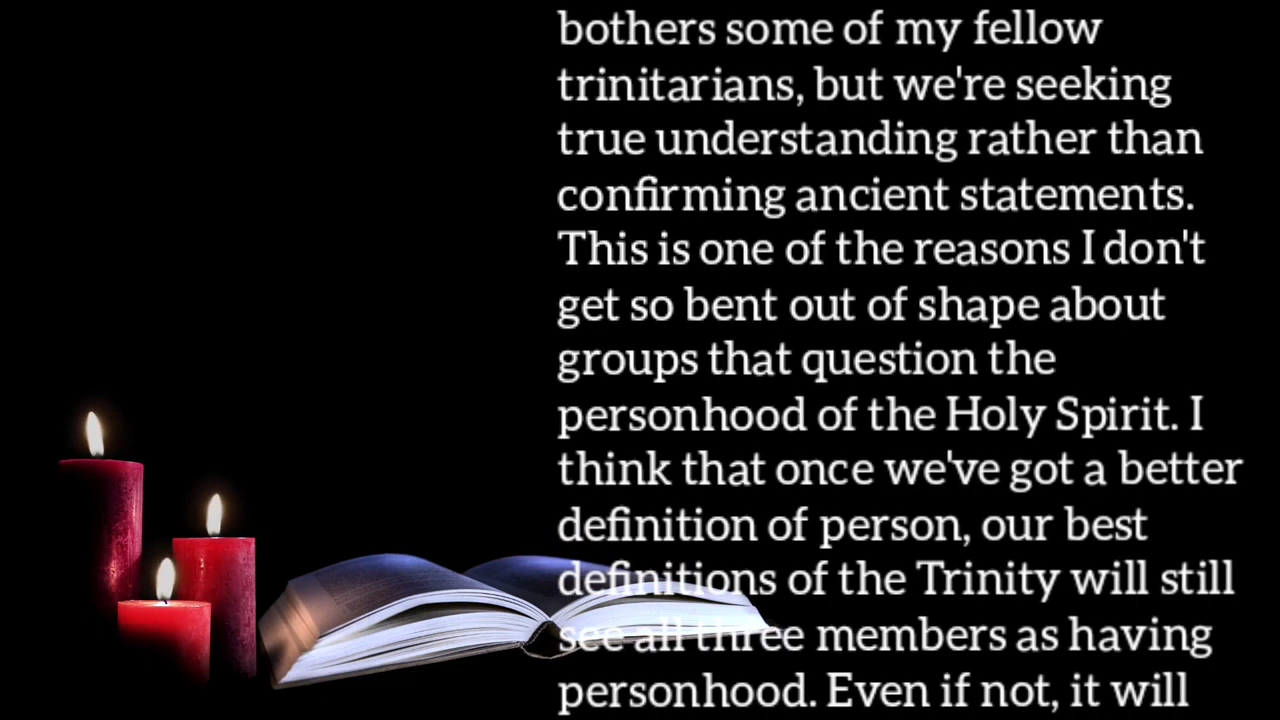 bothers some of my fellow
trinitarians, but we're seeking
true understanding rather than
confirming ancient statements.
This is one of the reasons I don't
get so bent out of shape about
groups that question the
personhood of the Holy Spirit. I
think that once we've got a better
definition of person, our best
definitions of the Trinity will still
see all three members as having
personhood. Even if not, it will